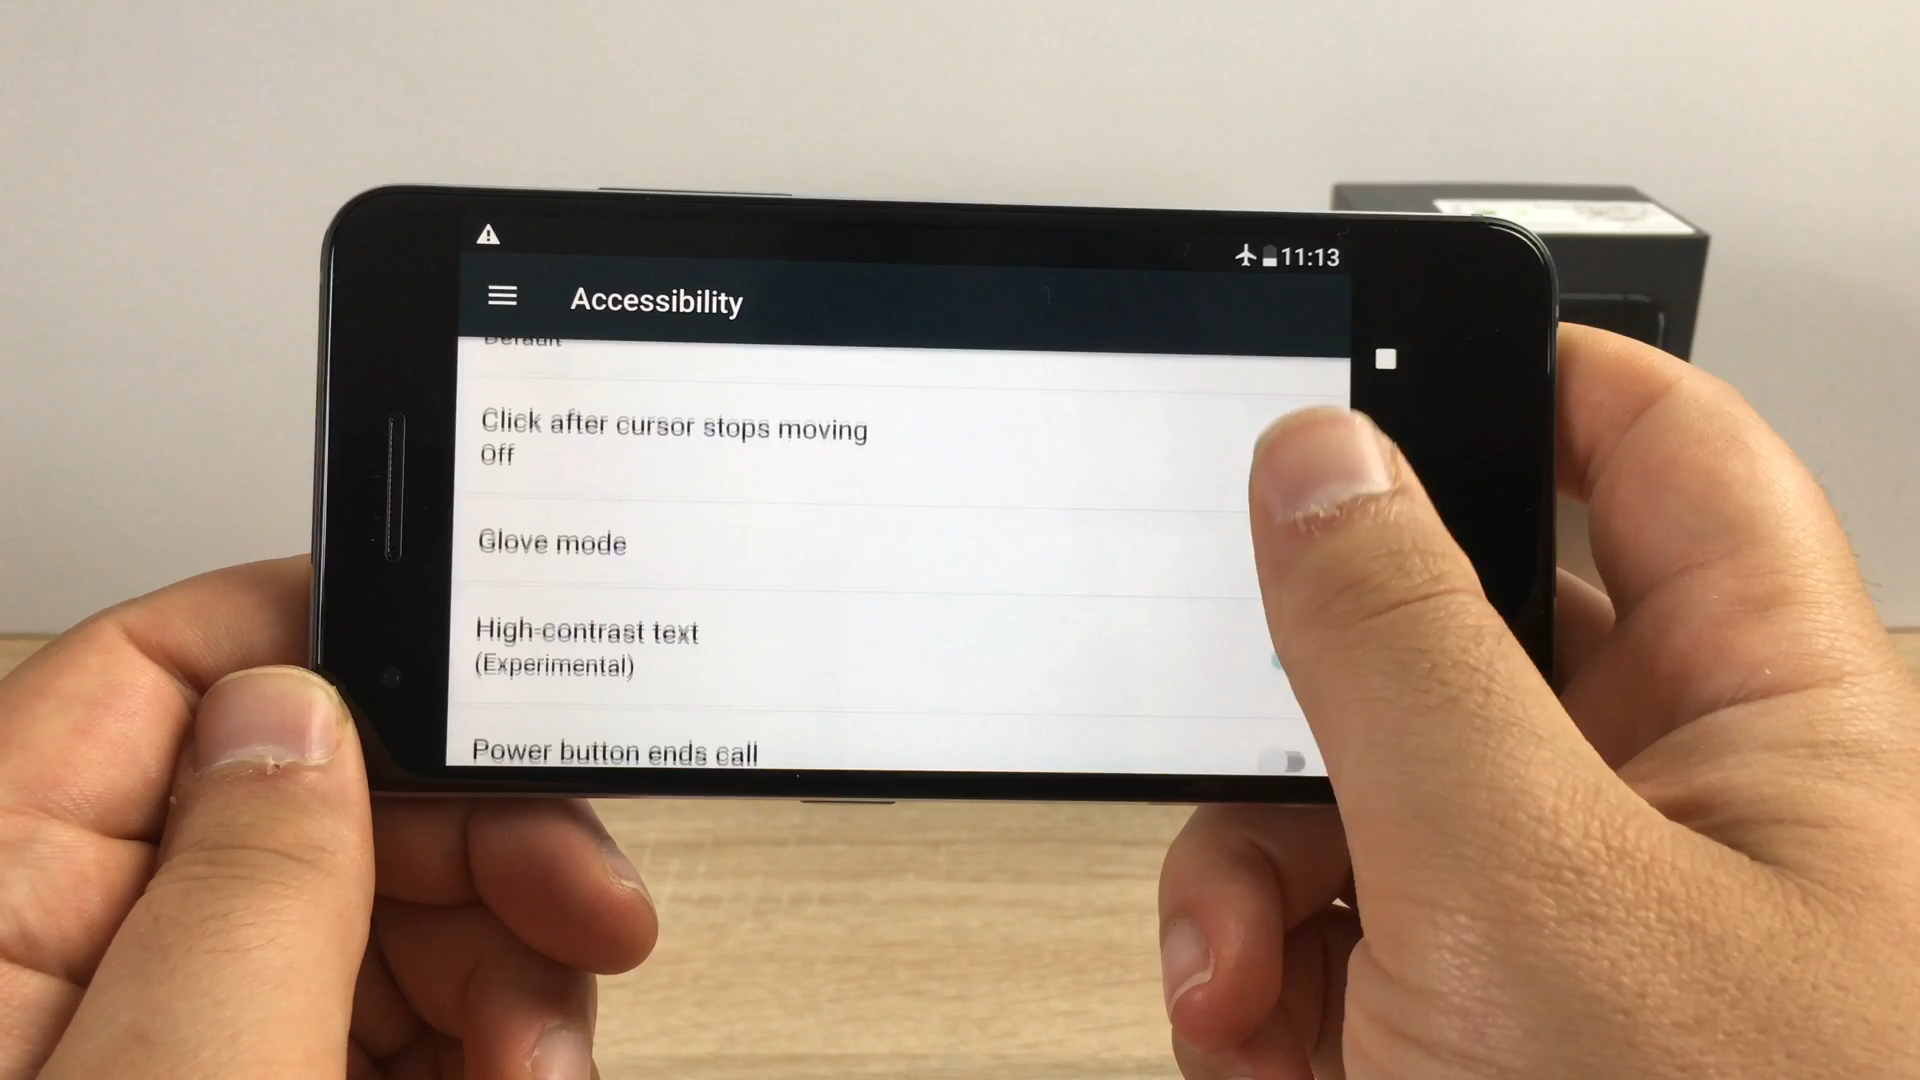 11:13
Accessibility
Default
Click after cursor stops moving
Off
Glove mode
High-contrast text
(Experimental)
Power button ends call